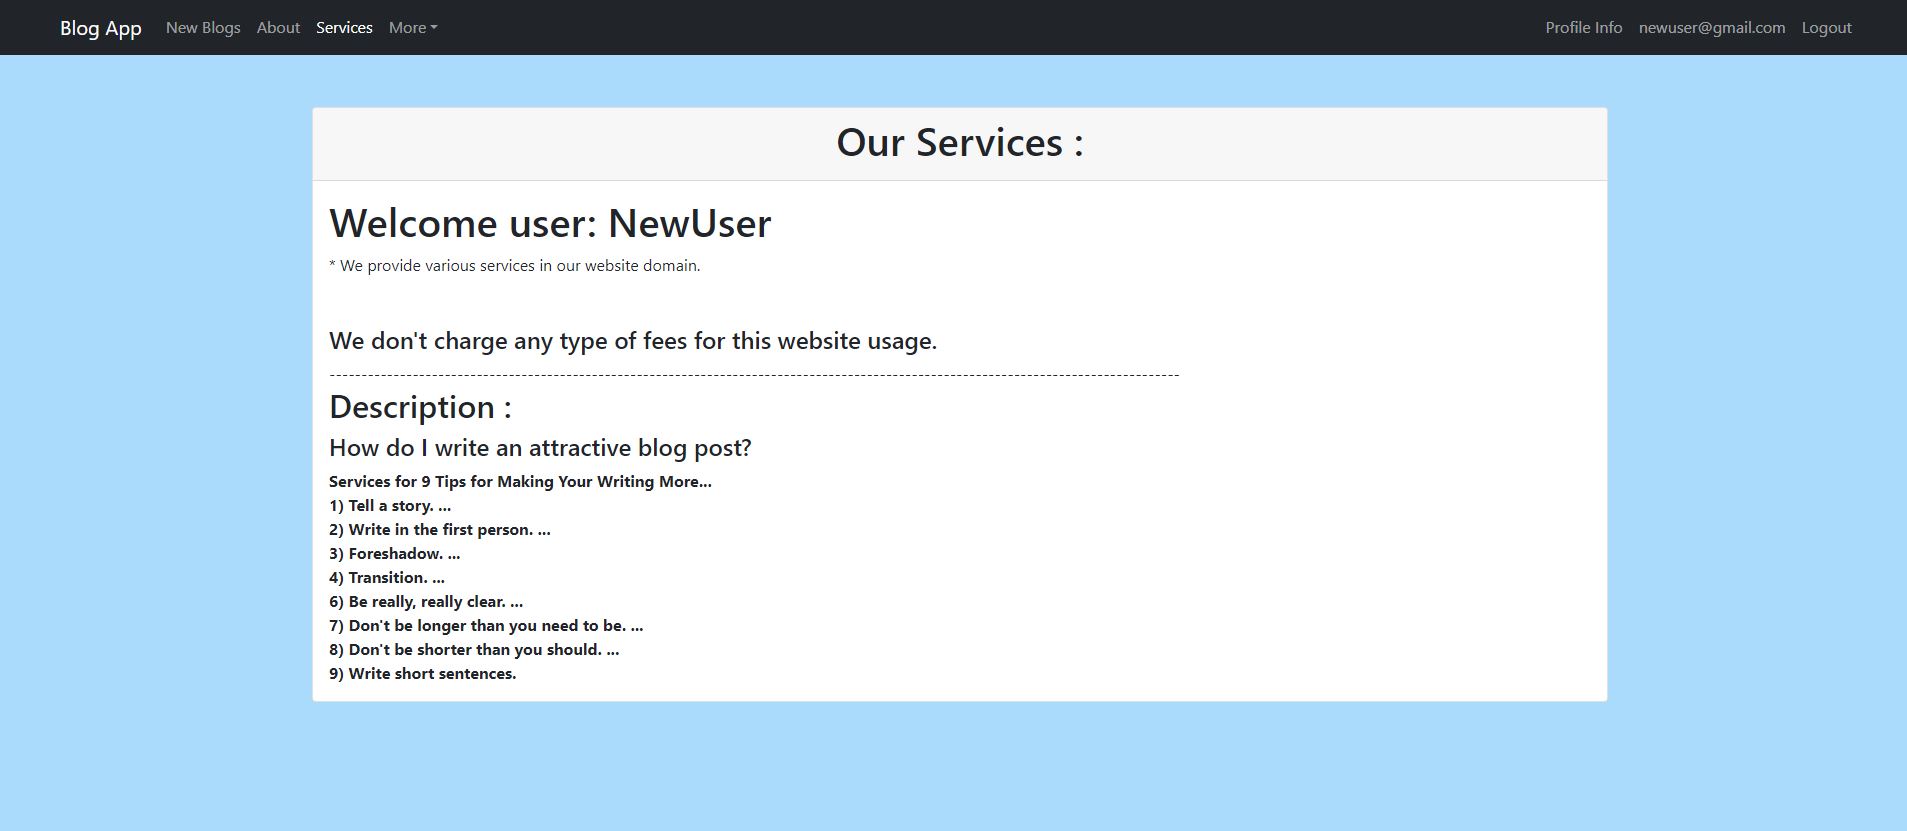 Blog App New Blogs About Services More Profile Info newuser@gmail.com Logout
Our Services :
Welcome user: NewUser
* We provide various services in our website domain.
We don't charge any type of fees for this website usage.
--------------------------------------------------------------------------------------------------------------------------------------------
Description :
How do I write an attractive blog post?
Services for 9 Tips for Making Your Writing More...
1) Tell a story. ...
2) Write in the first person. ...
3) Foreshadow. ...
4) Transition. ...
6) Be really, really clear. ...
7) Don't be longer than you need to be. ...
8) Don't be shorter than you should. ...
9) Write short sentences.